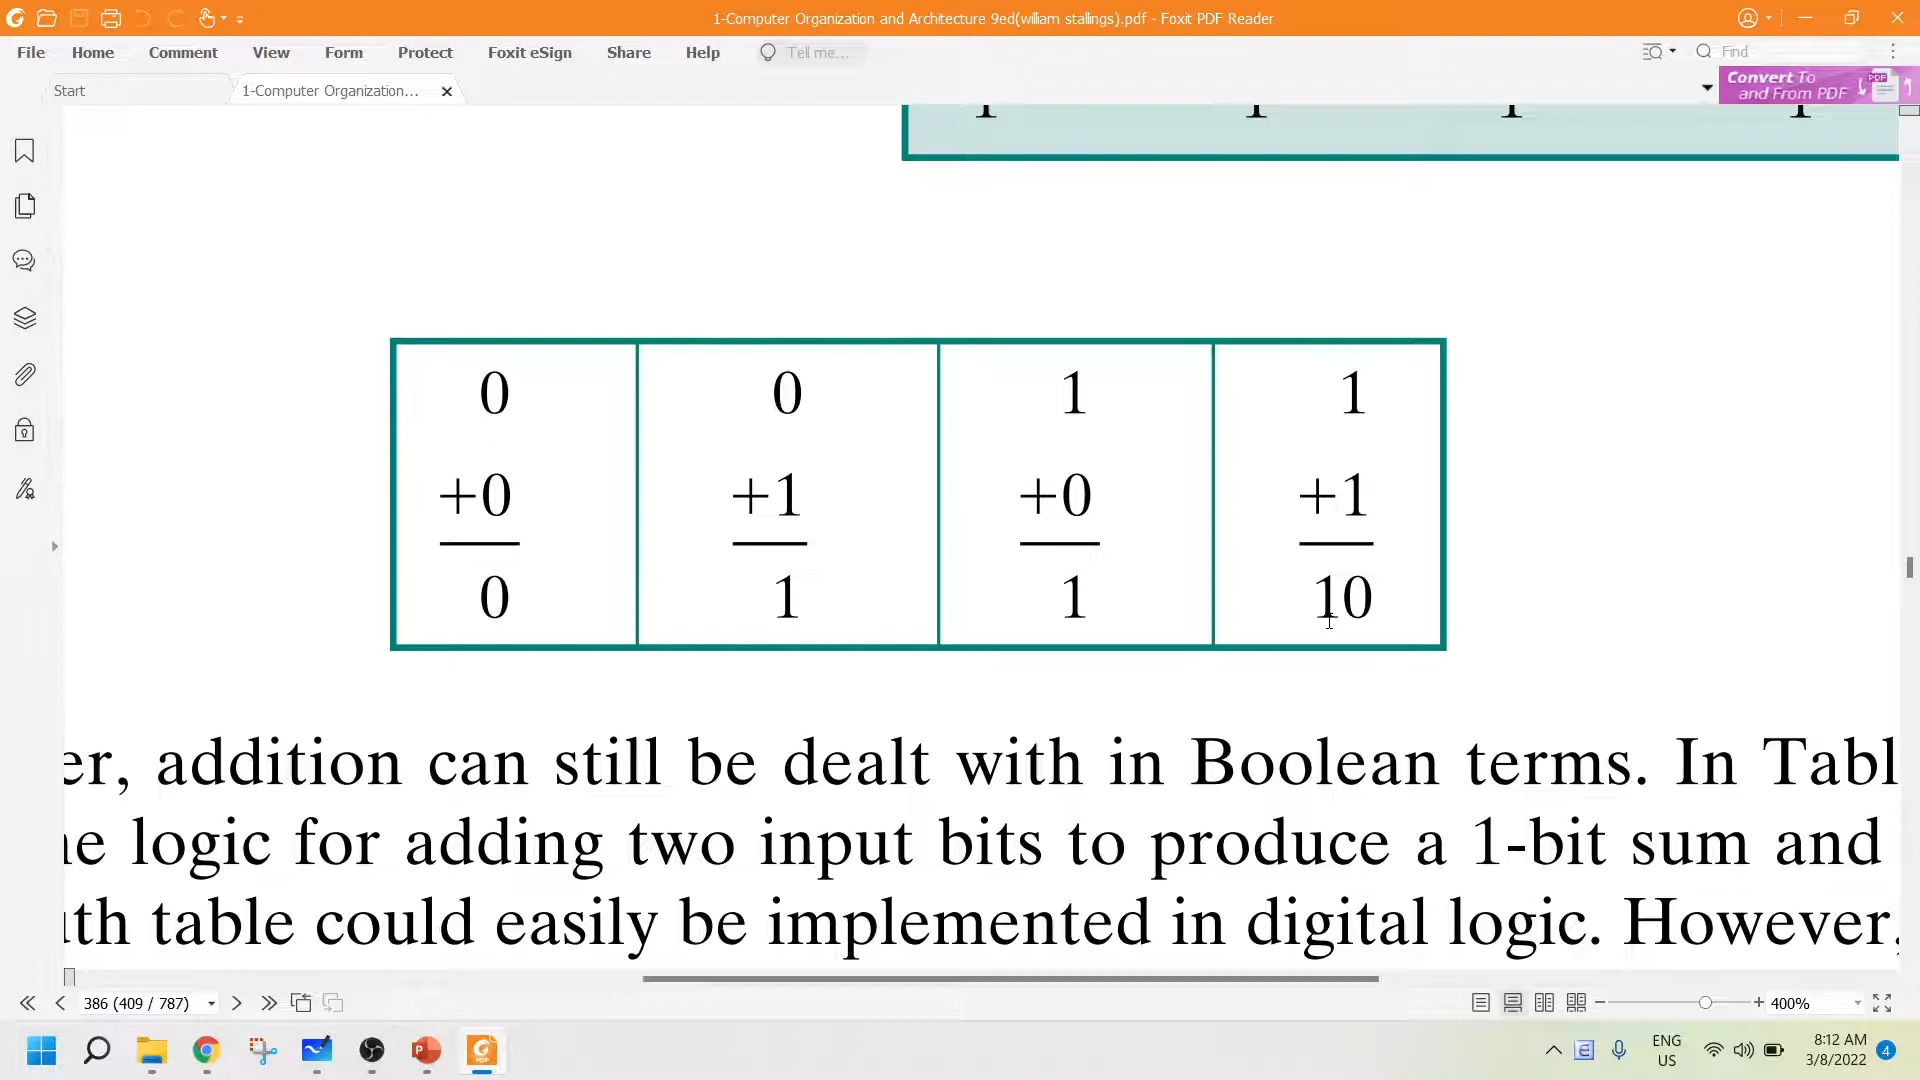 1-Computer Organization and Architecture 9ed(william stallings).pdf - Foxit PDF Reader
File Home Comment View Form Protect Foxit eSign Share Help Tell me... Find
Start 1-Computer Organization...
Convert To and From PDF
PDF
0 0 1 1
+0 +1 +0 +1
0 1 1 10
er, addition can still be dealt with in Boolean terms. In Tabl
logic for adding two input bits to produce a 1-bit sum and
uth table could easily be implemented in digital logic. However,
386 (409 / 787) 400%
ENG 8:12 AM
US 3/8/2022 4